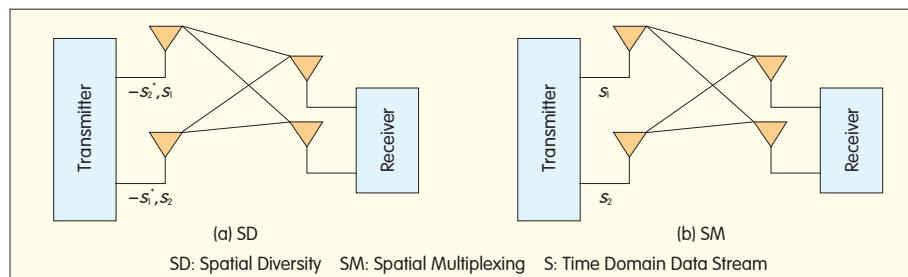 Transmitter
−s₂*,s₁
−s₁*,s₂
Receiver
(a) SD
Transmitter
s₁
s₂
Receiver
(b) SM
SD: Spatial Diversity SM: Spatial Multiplexing S: Time Domain Data Stream